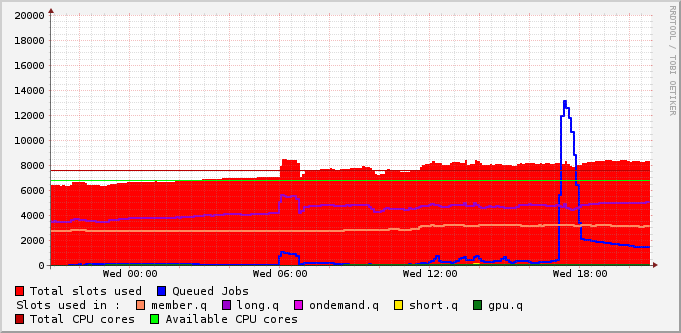 RRDTOOL / TOBI OETIKER
20000
18000
16000
14000
12000
10000
8000
6000
4000
2000
0
Wed 00:00 Wed 06:00 Wed 12:00 Wed 18:00
Total slots used Queued Jobs
Slots used in : member.q long.q ondemand.q short.q gpu.q
Total CPU cores Available CPU cores